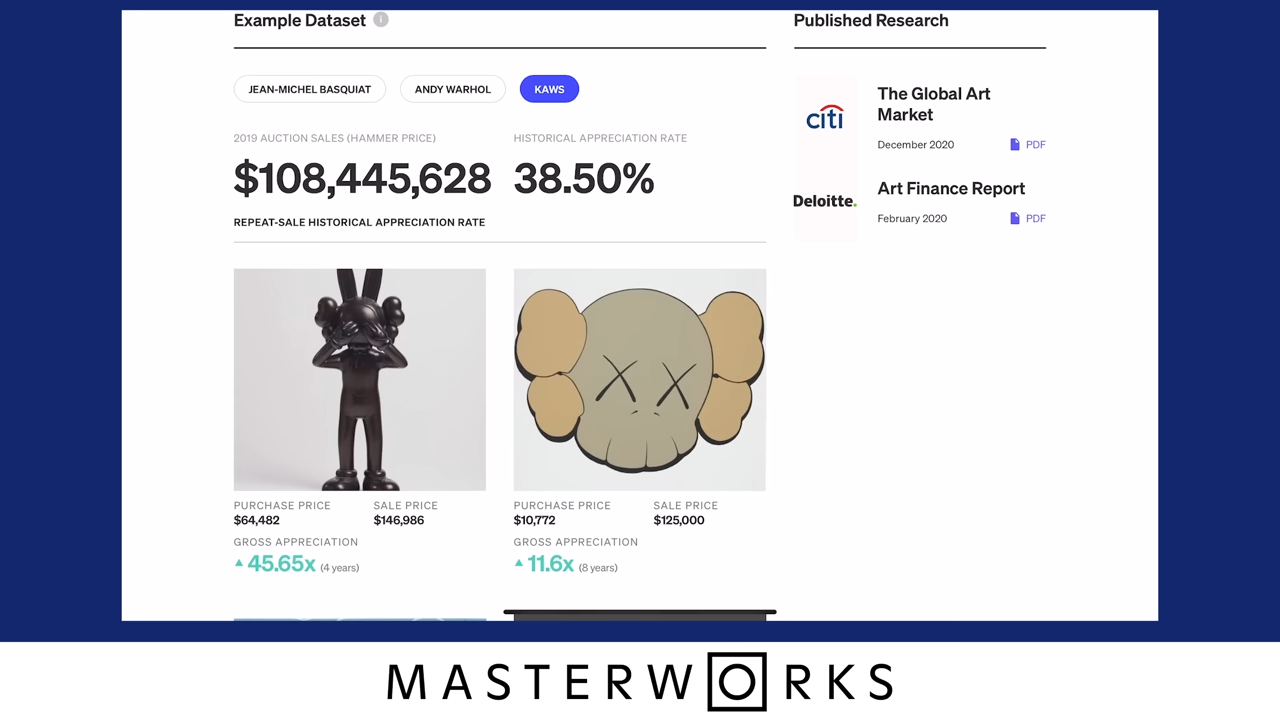 Example Dataset i
JEAN-MICHEL BASQUIAT ANDY WARHOL KAWS
2019 AUCTION SALES (HAMMER PRICE) HISTORICAL APPRECIATION RATE
$108,445,628 38.50%
REPEAT-SALE HISTORICAL APPRECIATION RATE
PURCHASE PRICE SALE PRICE
$64,482 $146,986
GROSS APPRECIATION
45.65x (4 years)
PURCHASE PRICE SALE PRICE
$10,772 $125,000
GROSS APPRECIATION
11.6x (8 years)
Published Research
citi
The Global Art
Market
December 2020 PDF
Deloitte.
Art Finance Report
February 2020 PDF
MASTERWORKS